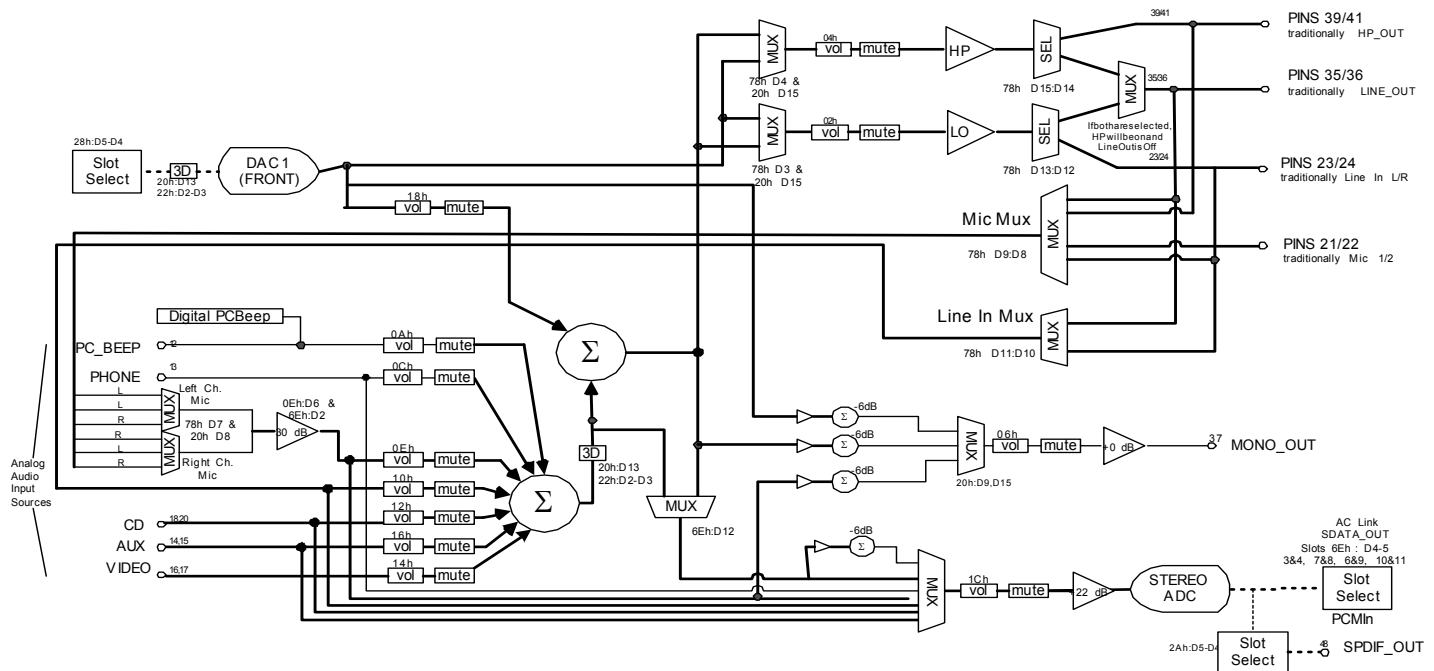 39/41
PINS 39/41
traditionally HP_OUT
MUX
04h
vol
mute
HP
SEL
78h D4 &
20h D15
78h D15:D14
MUX
35/36
PINS 35/36
traditionally LINE_OUT
MUX
02h
vol
mute
LO
SEL
Ifbothareselected,
HPwillbeonand
LineOutisOff
78h D3 &
20h D15
78h D13:D12
23/24
PINS 23/24
traditionally Line In L/R
28h:D5-D4
Slot
Select
3D
20h:D13
22h:D2-D3
DAC 1
(FRONT)
18h
vol
mute
Mic Mux
78h D9:D8
MUX
PINS 21/22
traditionally Mic 1/2
Line In Mux
78h D11:D10
MUX
Digital PCBeep
PC_BEEP
12
0Ah
vol
mute
Σ
PHONE
13
0Ch
vol
mute
L
L
R
R
L
R
MUX
MUX
Left Ch.
Mic
78h D7 &
20h D8
Right Ch.
Mic
0Eh:D6 &
6Eh:D2
30 dB
Analog
Audio
Input
Sources
0Eh
vol
mute
10h
vol
mute
12h
vol
mute
16h
vol
mute
14h
vol
mute
CD
18,20
AUX
14,15
VIDEO
16,17
Σ
3D
20h:D13
22h:D2-D3
MUX
6Eh:D12
-6dB
Σ
-6dB
Σ
-6dB
Σ
MUX
20h:D9,D15
06h
vol
mute
+0 dB
37
MONO_OUT
-6dB
Σ
MUX
1Ch
vol
mute
22 dB
STEREO
ADC
AC Link
SDATA_OUT
Slots 6Eh : D4-5
3&4, 7&8, 6&9, 10&11
Slot
Select
PCMIn
2Ah:D5-D4
Slot
Select
48
SPDIF_OUT